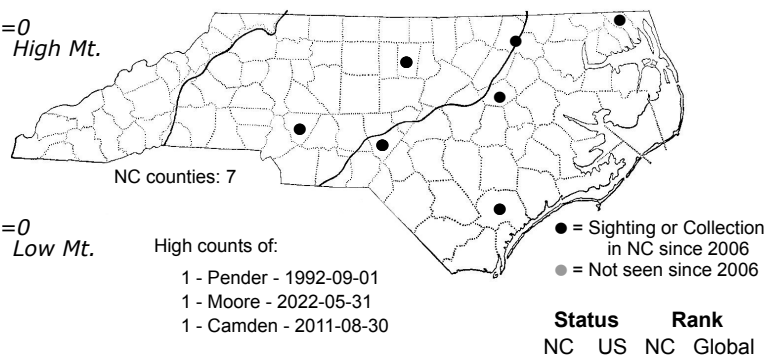 =0
High Mt.
NC counties: 7
=0
Low Mt.
High counts of:
1 - Pender - 1992-09-01
1 - Moore - 2022-05-31
1 - Camden - 2011-08-30
= Sighting or Collection
in NC since 2006
= Not seen since 2006
Status Rank
NC US NC Global